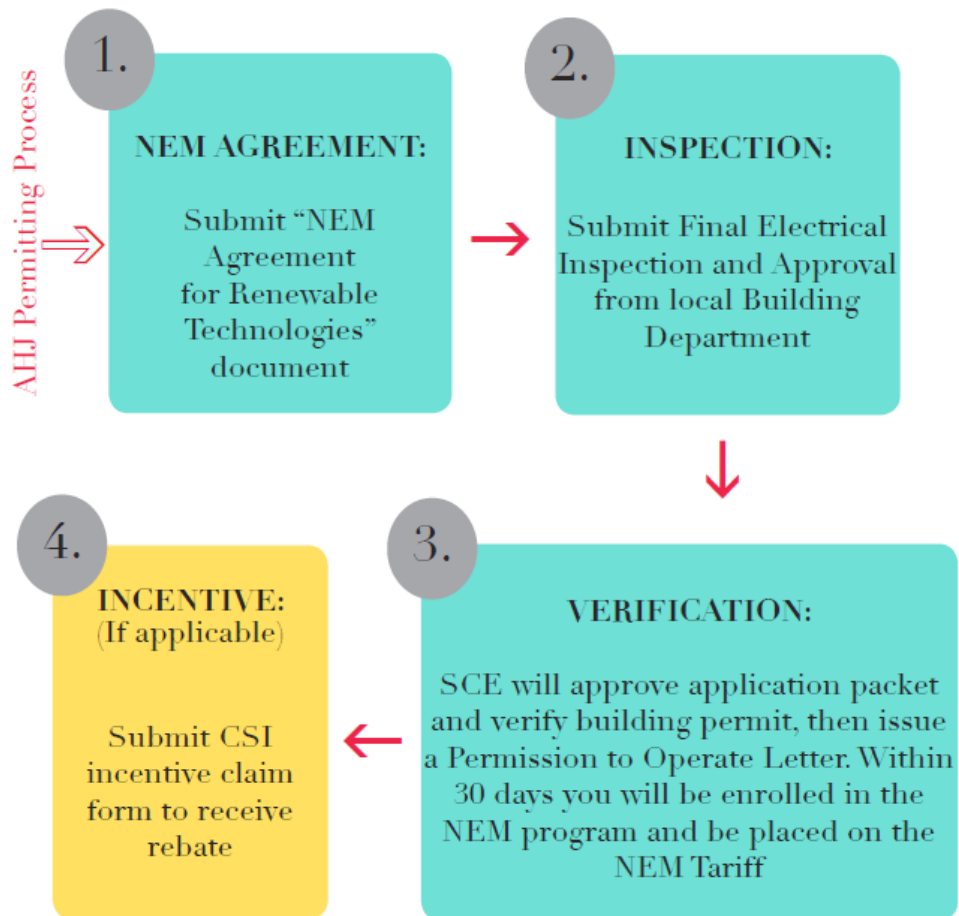 AHJ Permitting Process
1.
NEM AGREEMENT:
Submit “NEM
Agreement
for Renewable
Technologies”
document
2.
INSPECTION:
Submit Final Electrical
Inspection and Approval
from local Building
Department
3.
VERIFICATION:
SCE will approve application packet
and verify building permit, then issue
a Permission to Operate Letter. Within
30 days you will be enrolled in the
NEM program and be placed on the
NEM Tariff
4.
INCENTIVE:
(If applicable)
Submit CSI
incentive claim
form to receive
rebate